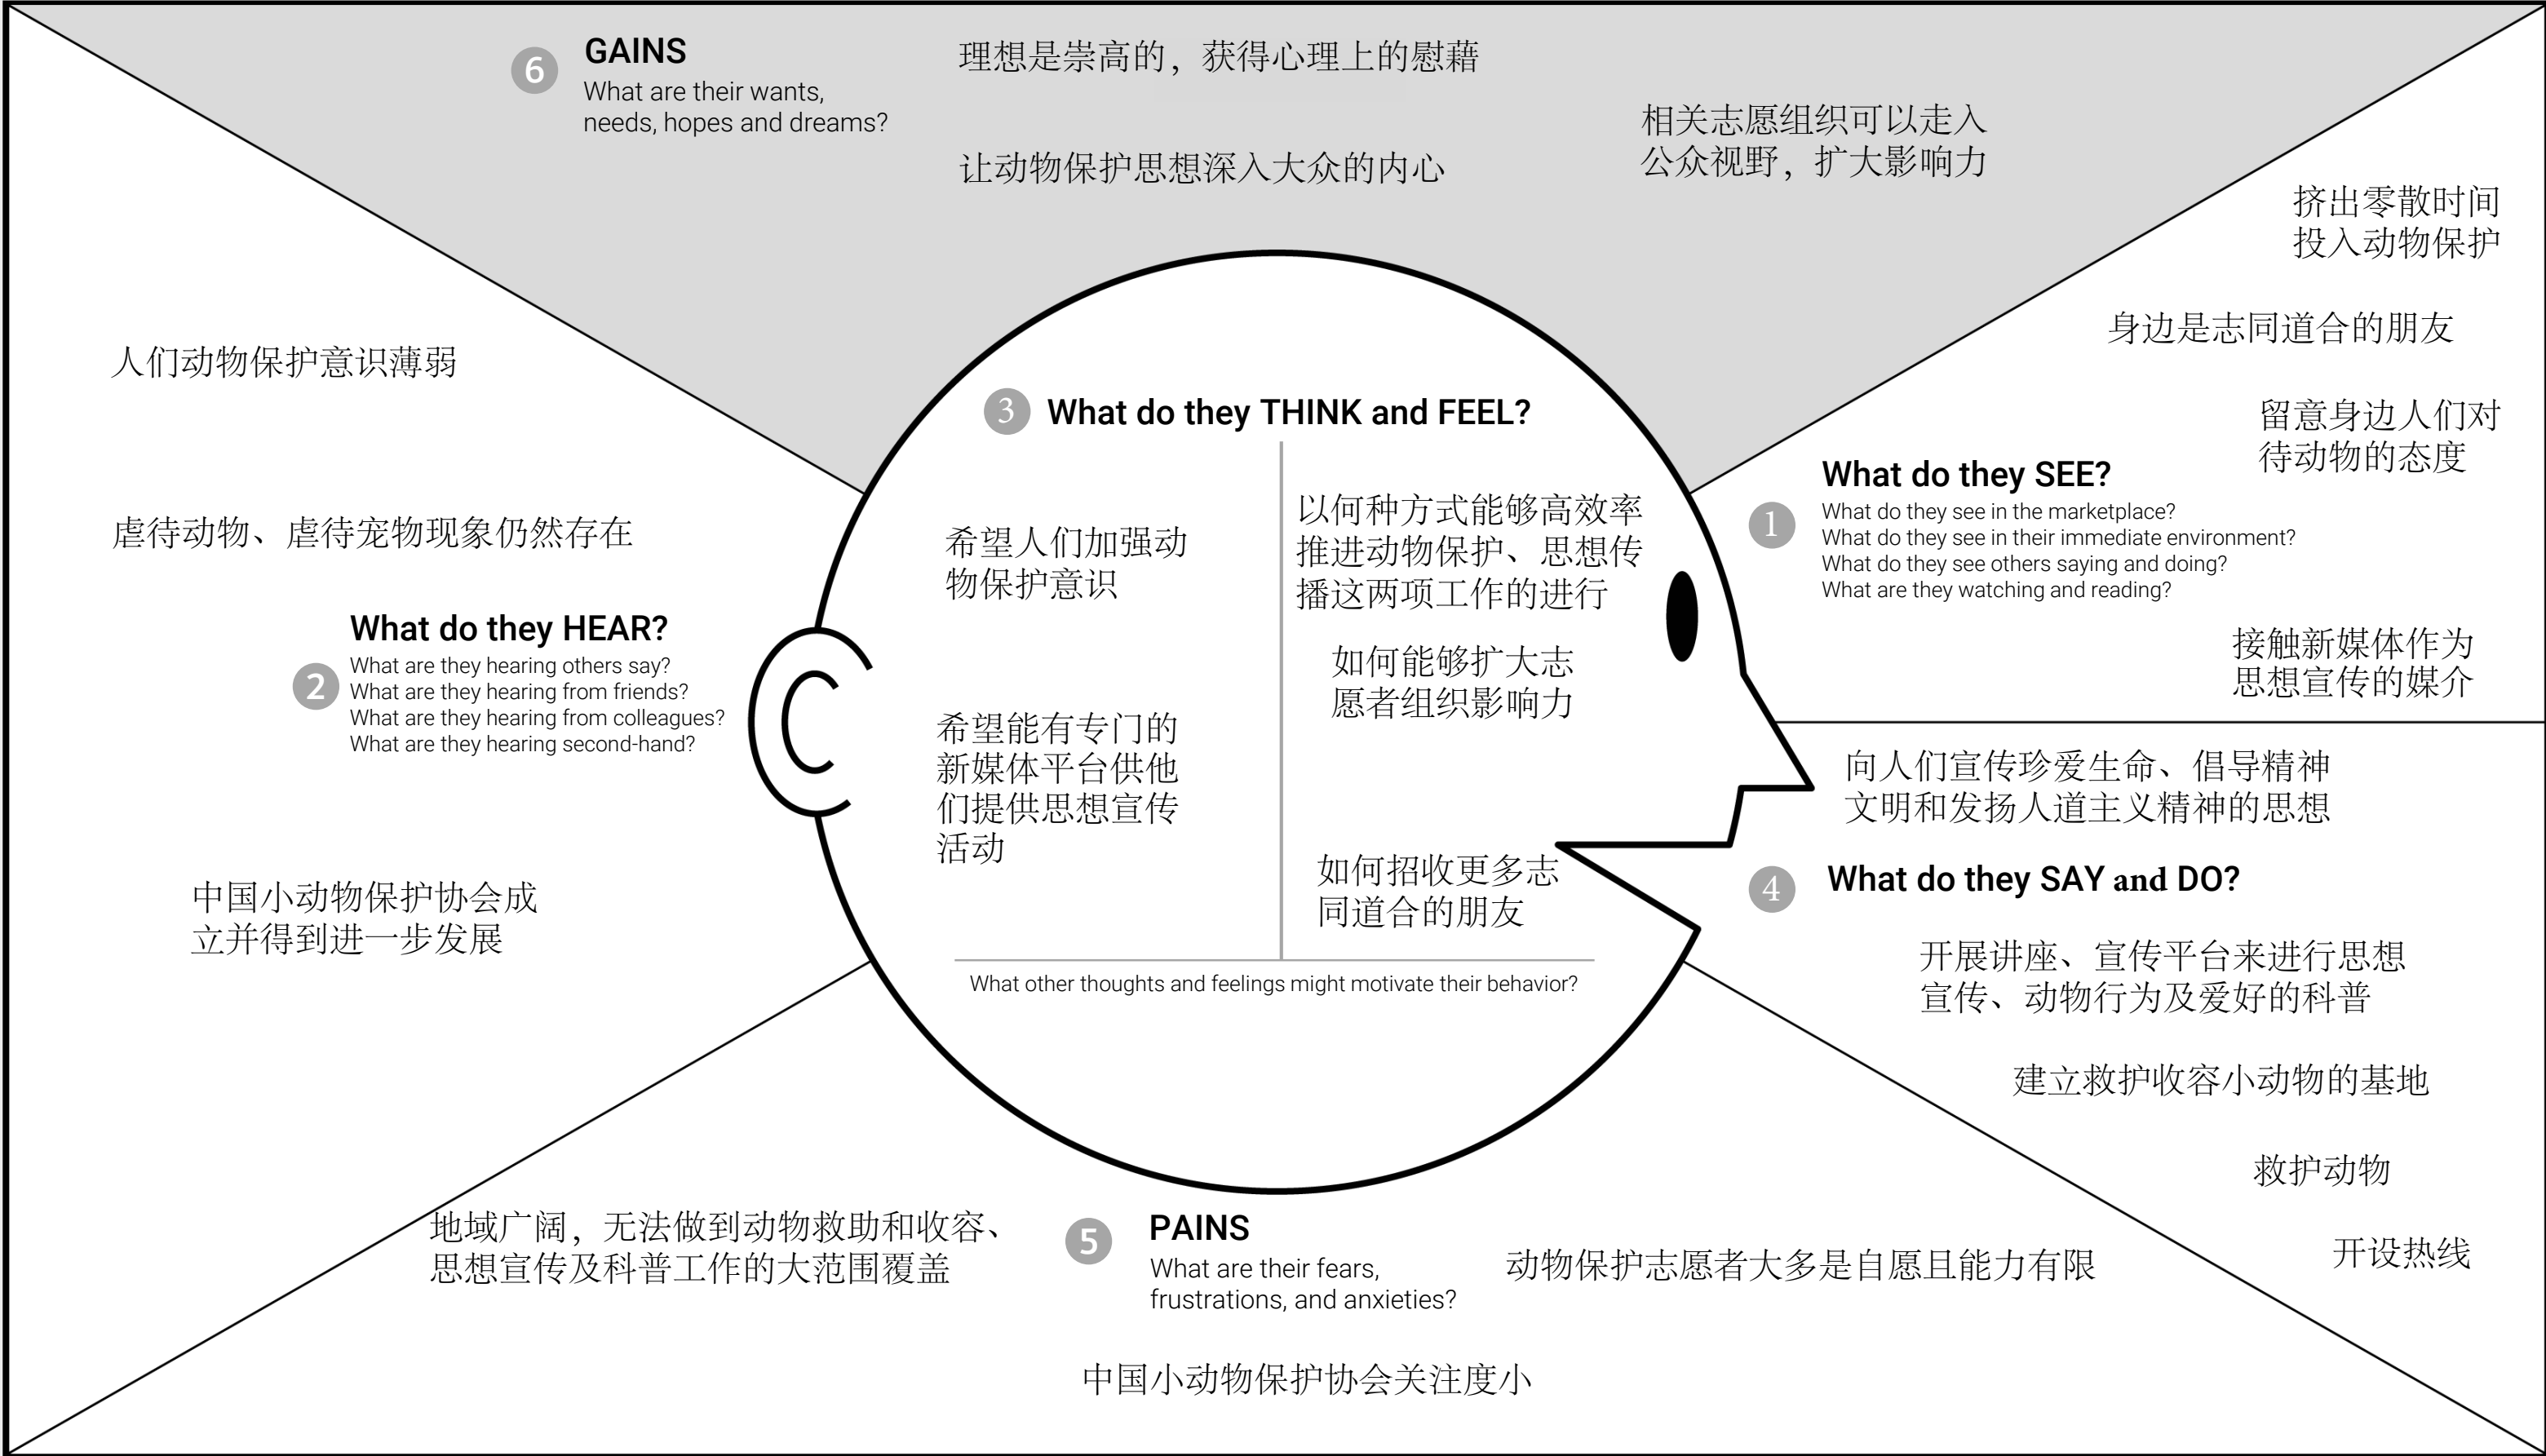 6
GAINS
What are their wants,
needs, hopes and dreams?
理想是崇高的，获得心理上的慰藉
让动物保护思想深入大众的内心
相关志愿组织可以走入
公众视野，扩大影响力
挤出零散时间
投入动物保护
身边是志同道合的朋友
留意身边人们对
待动物的态度
1
What do they SEE?
What do they see in the marketplace?
What do they see in their immediate environment?
What do they see others saying and doing?
What are they watching and reading?
接触新媒体作为
思想宣传的媒介
人们动物保护意识薄弱
虐待动物、虐待宠物现象仍然存在
2
What do they HEAR?
What are they hearing others say?
What are they hearing from friends?
What are they hearing from colleagues?
What are they hearing second-hand?
中国小动物保护协会成
立并得到进一步发展
3
What do they THINK and FEEL?
希望人们加强动
物保护意识
希望能有专门的
新媒体平台供他
们提供思想宣传
活动
以何种方式能够高效率
推进动物保护、思想传
播这两项工作的进行
如何能够扩大志
愿者组织影响力
如何招收更多志
同道合的朋友
What other thoughts and feelings might motivate their behavior?
向人们宣传珍爱生命、倡导精神
文明和发扬人道主义精神的思想
4
What do they SAY and DO?
开展讲座、宣传平台来进行思想
宣传、动物行为及爱好的科普
建立救护收容小动物的基地
救护动物
开设热线
地域广阔，无法做到动物救助和收容、
思想宣传及科普工作的大范围覆盖
5
PAINS
What are their fears,
frustrations, and anxieties?
动物保护志愿者大多是自愿且能力有限
中国小动物保护协会关注度小